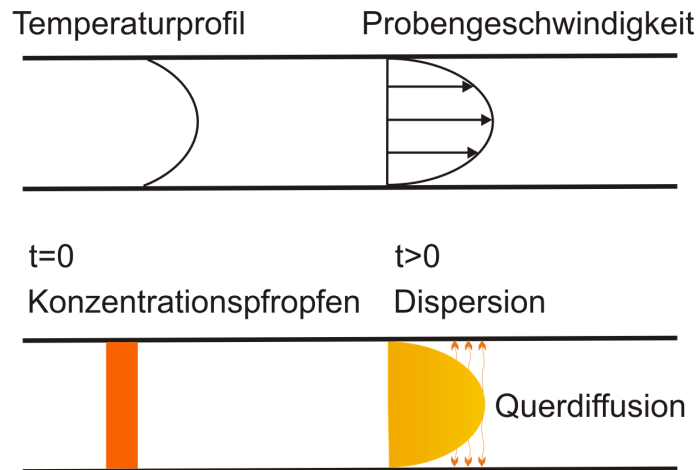 Temperaturprofil
Probengeschwindigkeit
t=0
Konzentrationspfropfen
t>0
Dispersion
Querdiffusion